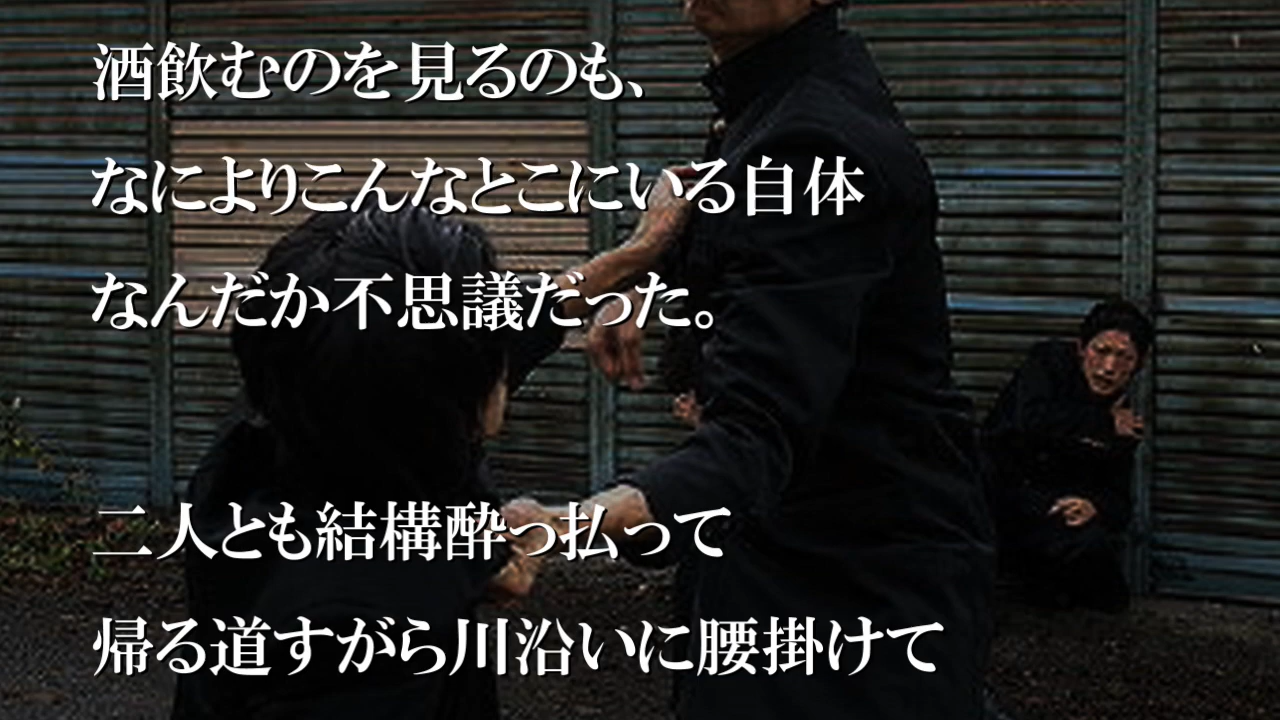 酒飲むのを見るのも、
なによりこんなとこにいる自体
なんだか不思議だった。
二人とも結構酔っ払って
帰る道すがら川沿いに腰掛けて